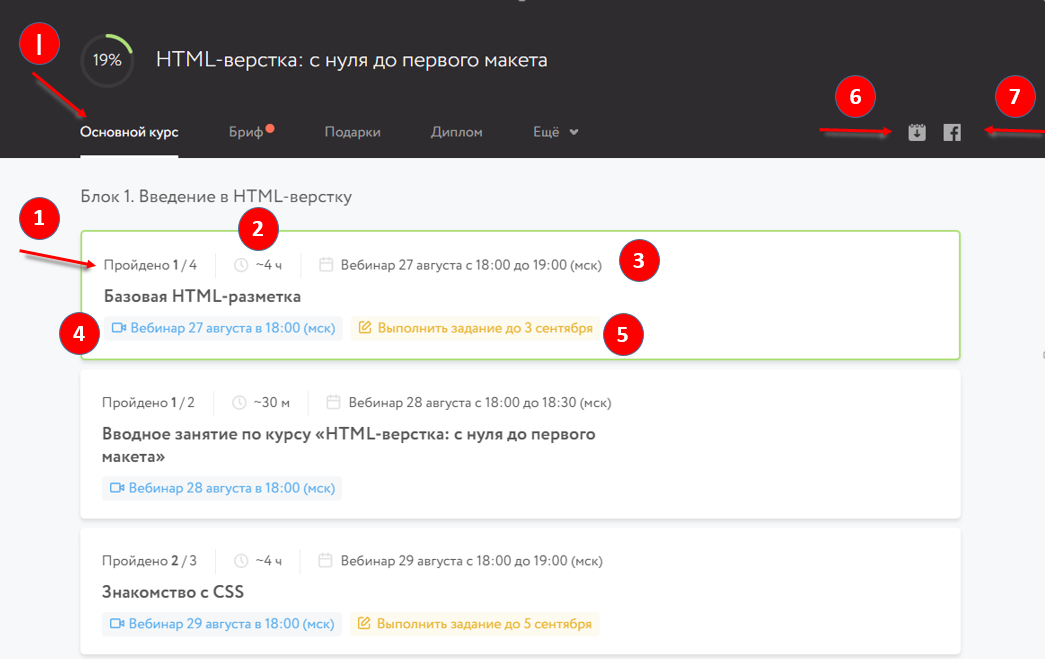 |
19%
HTML-верстка: с нуля до первого макета
6
7
Основной курс
Бриф
Подарки
Диплом
Ещё
Блок 1. Введение в HTML-верстку
1
2
Пройдено 1 / 4
~4 ч
Вебинар 27 августа с 18:00 до 19:00 (мск)
3
Базовая HTML-разметка
4
Вебинар 27 августа в 18:00 (мск)
Выполнить задание до 3 сентября
5
Пройдено 1 / 2
~30 м
Вебинар 28 августа с 18:00 до 18:30 (мск)
Вводное занятие по курсу «HTML-верстка: с нуля до первого
макета»
Вебинар 28 августа в 18:00 (мск)
Пройдено 2 / 3
~4 ч
Вебинар 29 августа с 18:00 до 19:00 (мск)
Знакомство с CSS
Вебинар 29 августа в 18:00 (мск)
Выполнить задание до 5 сентября